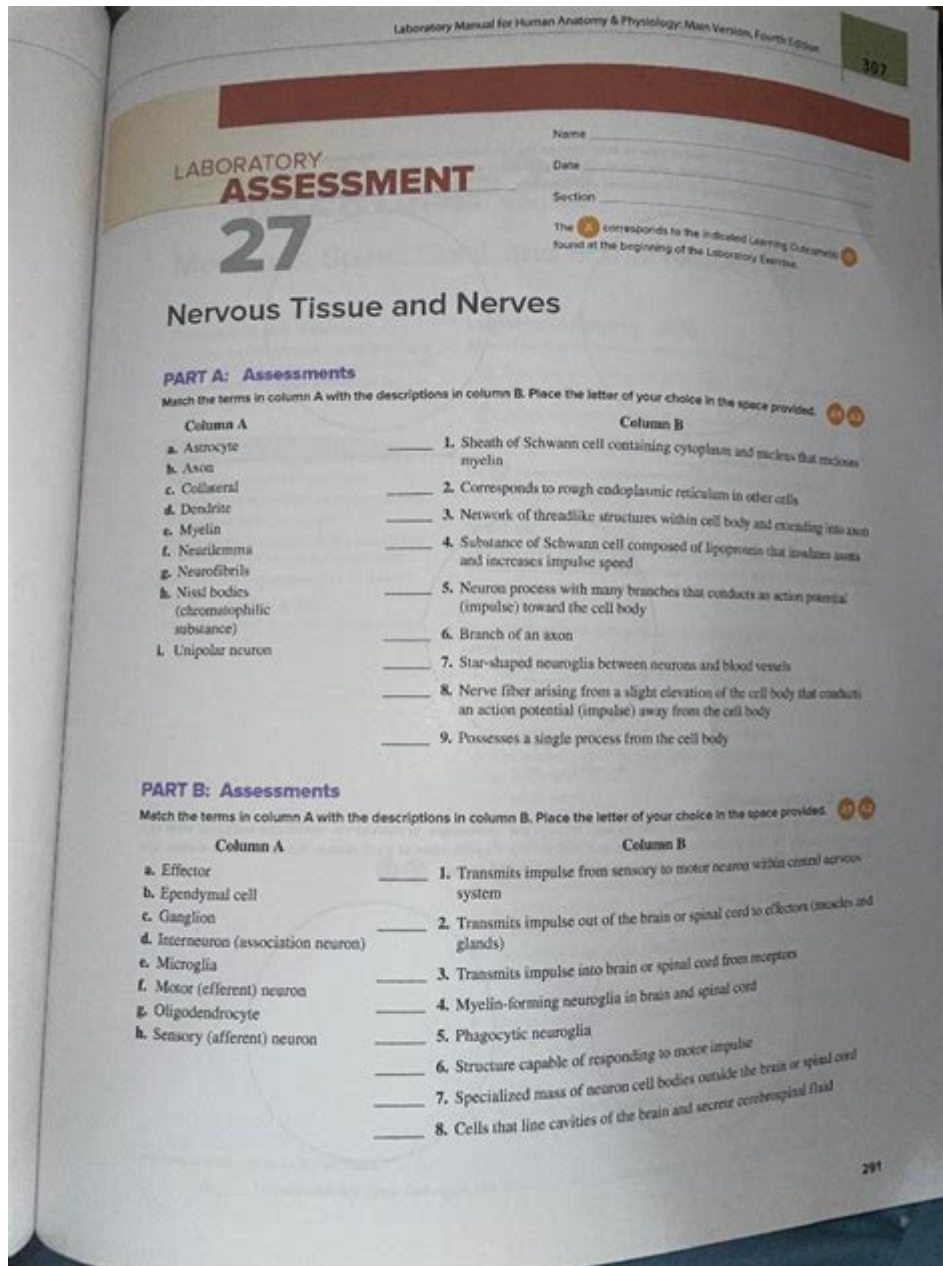 Laboratory Manual for Human Anatomy & Physiology: Main Version, Fourth Edition
307
Name
Date
Section
LABORATORY
ASSESSMENT
27
The A corresponds to the indicated Learning Outcome(s)
found at the beginning of the Laboratory Exercise.
Nervous Tissue and Nerves
PART A: Assessments
Match the terms in column A with the descriptions in column B. Place the letter of your choice in the space provided.
Column A
a. Astrocyte
b. Axon
c. Collateral
d. Dendrite
e. Myelin
f. Neurilemma
g. Neurofibrils
h. Nissl bodies
(chromatophilic
substance)
i. Unipolar neuron
Column B
1. Sheath of Schwann cell containing cytoplasm and nucleus that encloses
myelin
2. Corresponds to rough endoplasmic reticulum in other cells
3. Network of threadlike structures within cell body and extending into axon
4. Substance of Schwann cell composed of lipoprotein that insulates axons
and increases impulse speed
5. Neuron process with many branches that conducts an action potential
(impulse) toward the cell body
6. Branch of an axon
7. Star-shaped neuroglia between neurons and blood vessels
8. Nerve fiber arising from a slight elevation of the cell body that conducts
an action potential (impulse) away from the cell body
9. Possesses a single process from the cell body
PART B: Assessments
Match the terms in column A with the descriptions in column B. Place the letter of your choice in the space provided.
Column A
a. Effector
b. Ependymal cell
c. Ganglion
d. Interneuron (association neuron)
e. Microglia
f. Motor (efferent) neuron
g. Oligodendrocyte
h. Sensory (afferent) neuron
Column B
1. Transmits impulse from sensory to motor neuron within central nervous
system
2. Transmits impulse out of the brain or spinal cord to effectors (muscles and
glands)
3. Transmits impulse into brain or spinal cord from receptors
4. Myelin-forming neuroglia in brain and spinal cord
5. Phagocytic neuroglia
6. Structure capable of responding to motor impulse
7. Specialized mass of neuron cell bodies outside the brain or spinal cord
8. Cells that line cavities of the brain and secrete cerebrospinal fluid
291